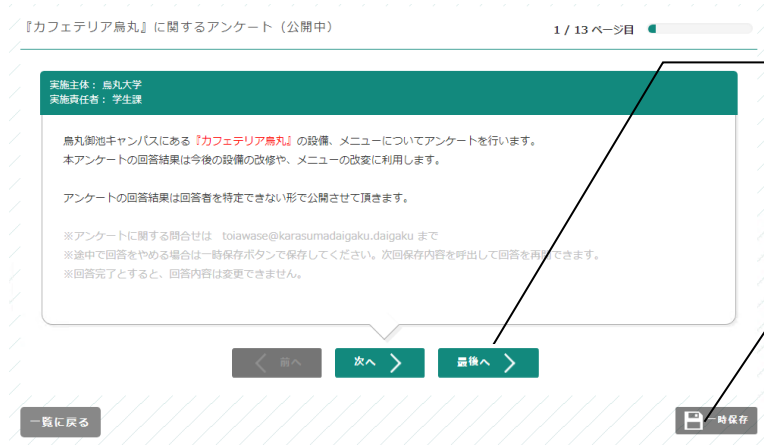 『カフェテリア烏丸』に関するアンケート（公開中）
1 / 13 ページ目
実施主体： 烏丸大学
実施責任者： 学生課
烏丸御池キャンパスにある『カフェテリア烏丸』の設備、メニューについてアンケートを行います。
本アンケートの回答結果は今後の設備の改修や、メニューの改変に利用します。
アンケートの回答結果は回答者を特定できない形で公開させて頂きます。
※アンケートに関する問合せは toiawase@karasumadaigaku.daigaku まで
※途中で回答をやめる場合は一時保存ボタンで保存してください。次回保存内容を呼出して回答を再開できます。
※回答完了とすると、回答内容は変更できません。
前へ 次へ 最後へ
一覧に戻る 一時保存